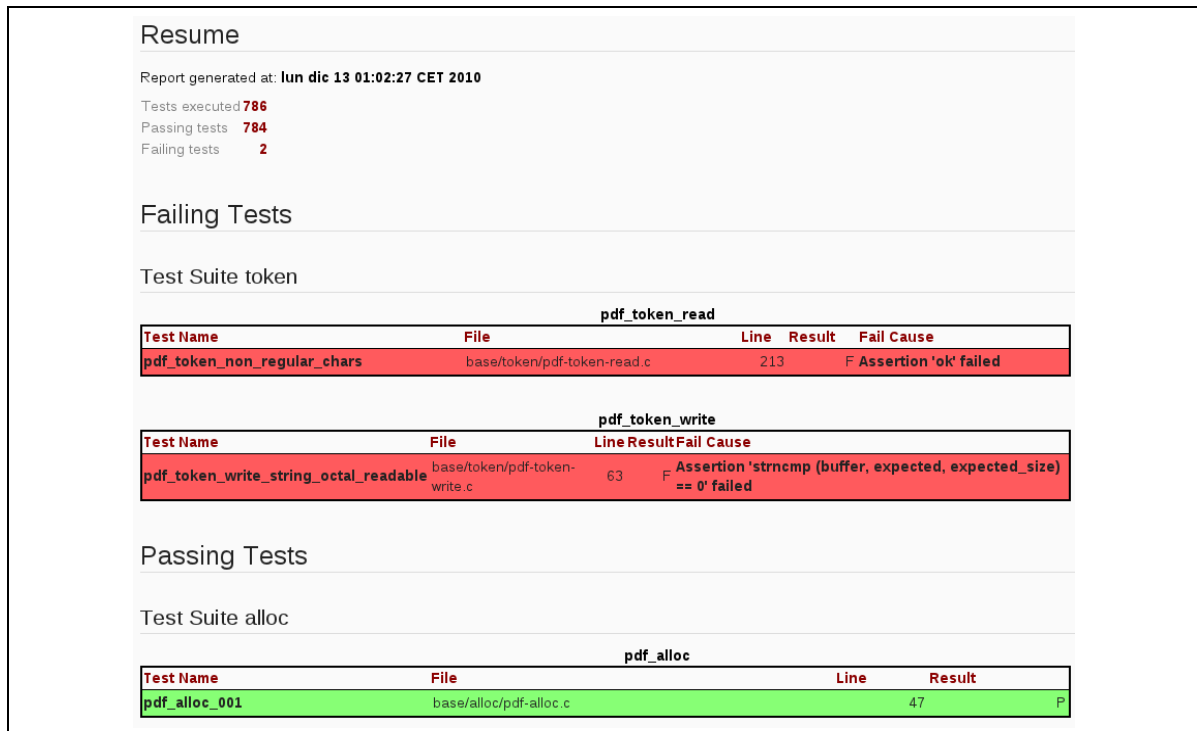 Resume
Report generated at: lun dic 13 01:02:27 CET 2010
Tests executed 786
Passing tests 784
Failing tests 2
Failing Tests
Test Suite token
pdf_token_read
Test Name File Line Result Fail Cause
pdf_token_non_regular_chars base/token/pdf-token-read.c 213 F Assertion 'ok' failed
pdf_token_write
Test Name File Line Result Fail Cause
pdf_token_write_string_octal_readable base/token/pdf-token-write.c 63 F Assertion 'strncmp (buffer, expected, expected_size) == 0' failed
Passing Tests
Test Suite alloc
pdf_alloc
Test Name File Line Result
pdf_alloc_001 base/alloc/pdf-alloc.c 47 P